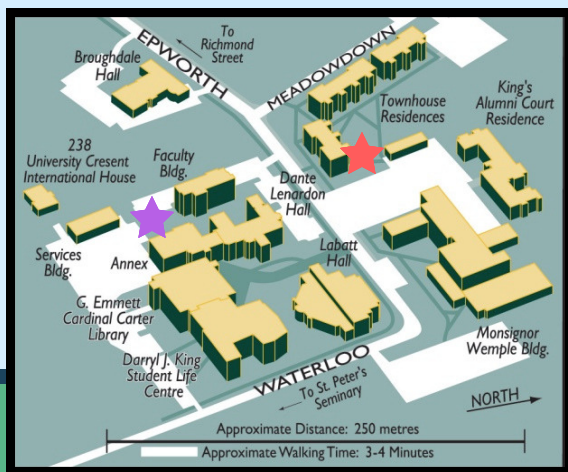 To
Richmond
Street
EPWORTH
MEADOWDOWN
Broughdale
Hall
Townhouse
Residences
King's
Alumni Court
Residence
238
University Cresent
International House
Faculty
Bldg.
Dante
Lenardon
Hall
Services
Bldg.
Annex
Labatt
Hall
G. Emmett
Cardinal Carter
Library
Darryl J. King
Student Life
Centre
Monsignor
Wemple Bldg.
WATERLOO
To St. Peter's
Seminary
NORTH
Approximate Distance: 250 metres
Approximate Walking Time: 3-4 Minutes